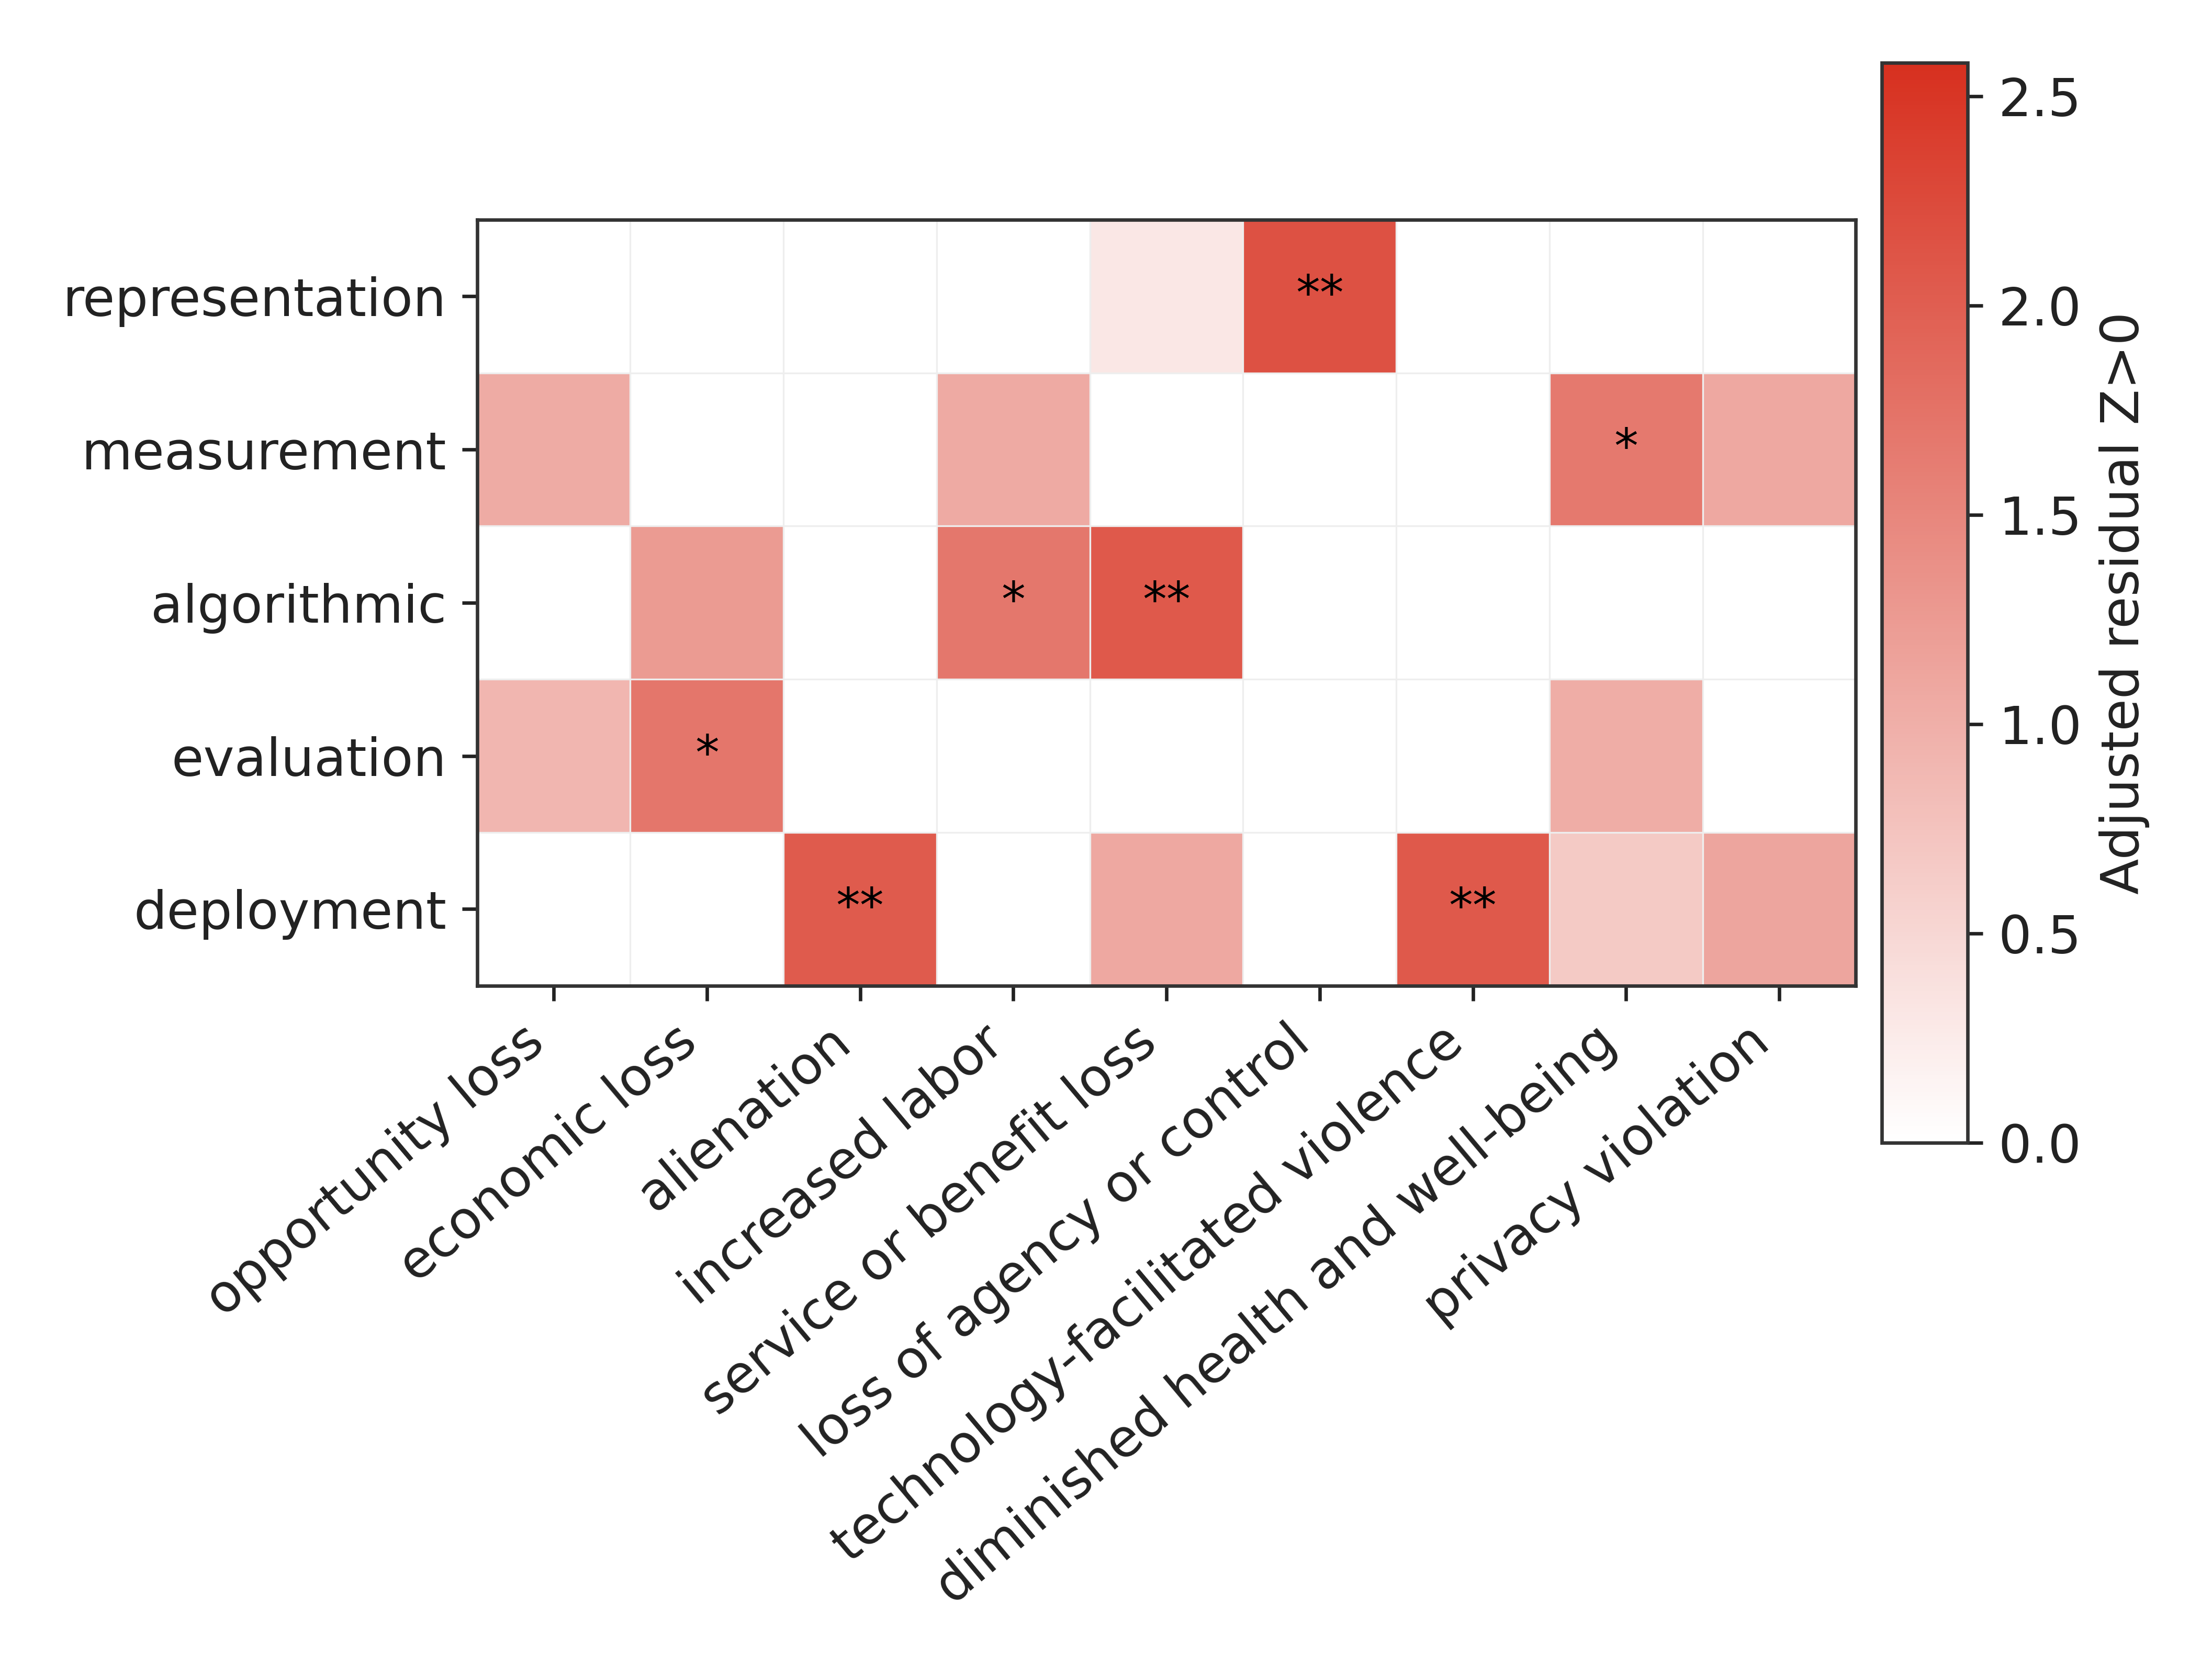 representation
**
measurement
*
algorithmic
*
**
evaluation
*
deployment
**
**
opportunity loss
economic loss
alienation
increased labor
service or benefit loss
loss of agency or control
technology-facilitated violence
diminished health and well-being
privacy violation
2.5
2.0
1.5
1.0
0.5
0.0
Adjusted residual Z>0